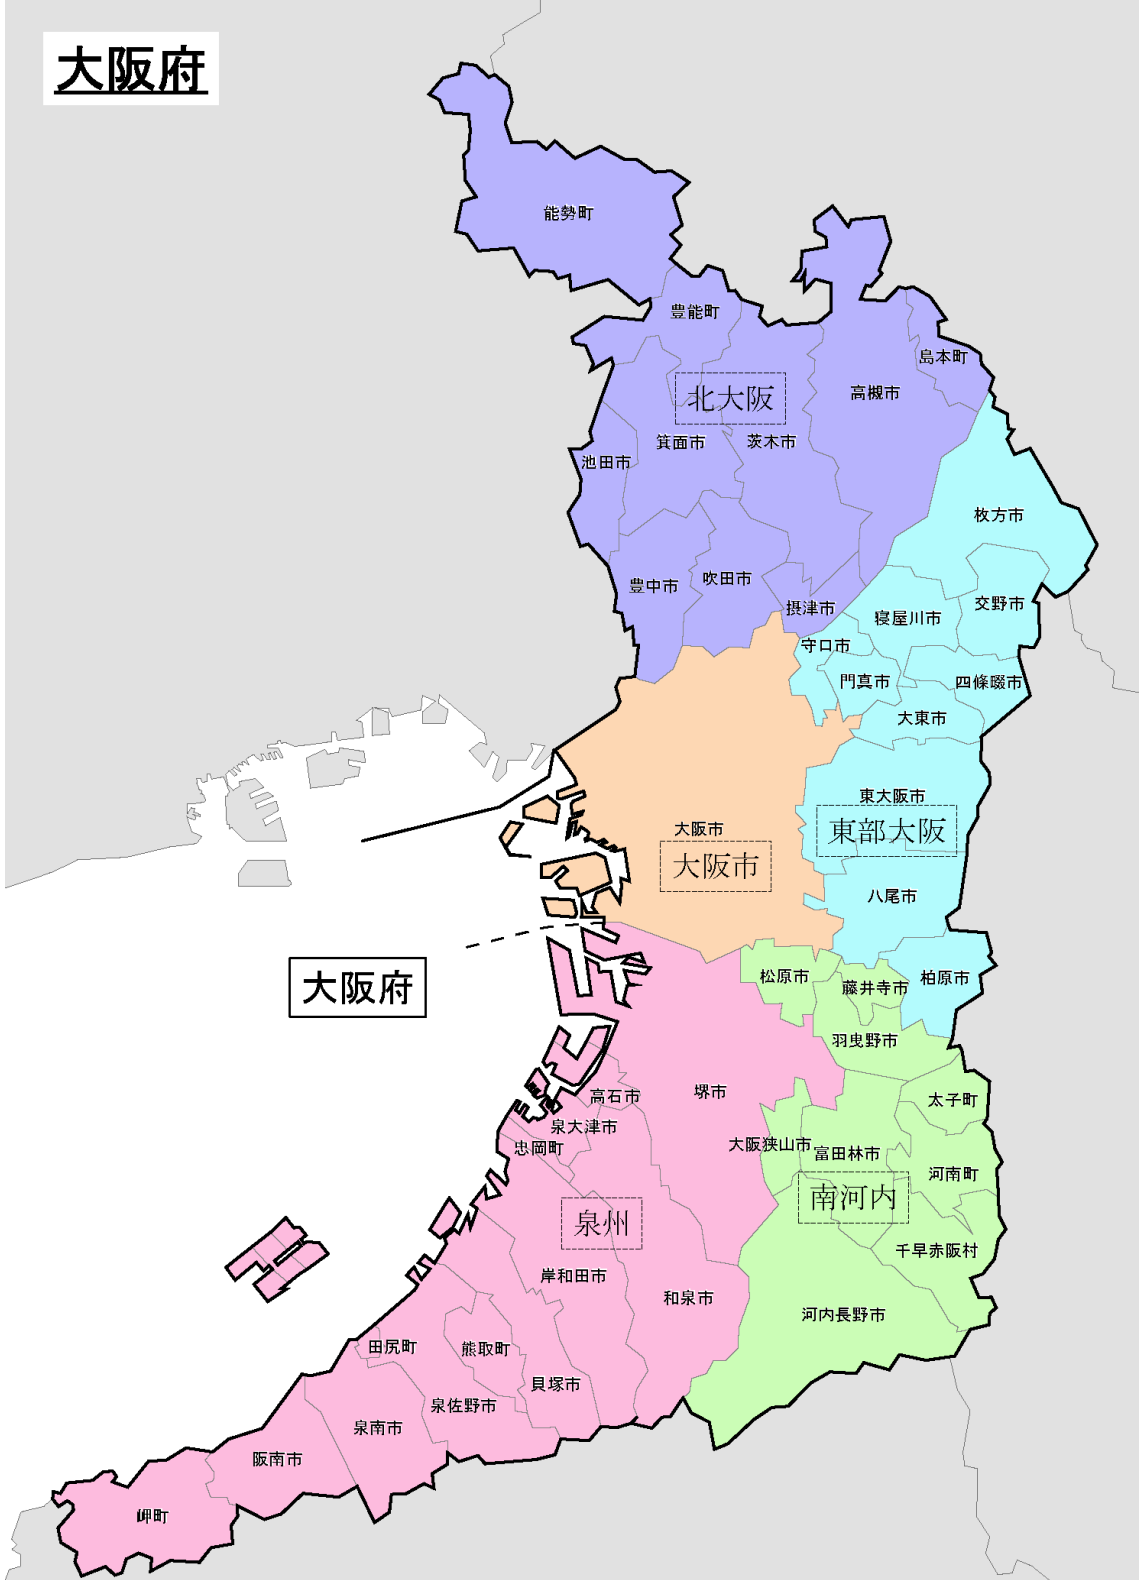 大阪府
能勢町
豊能町
島本町
高槻市
北大阪
箕面市
茨木市
池田市
枚方市
吹田市
豊中市
摂津市
交野市
寝屋川市
守口市
門真市
四條畷市
大東市
東大阪市
大阪市
東部大阪
大阪市
八尾市
松原市
藤井寺市
柏原市
大阪府
羽曳野市
高石市
堺市
太子町
泉大津市
忠岡町
大阪狭山市
富田林市
河南町
南河内
泉州
千早赤阪村
岸和田市
和泉市
河内長野市
田尻町
熊取町
貝塚市
泉佐野市
泉南市
阪南市
岬町